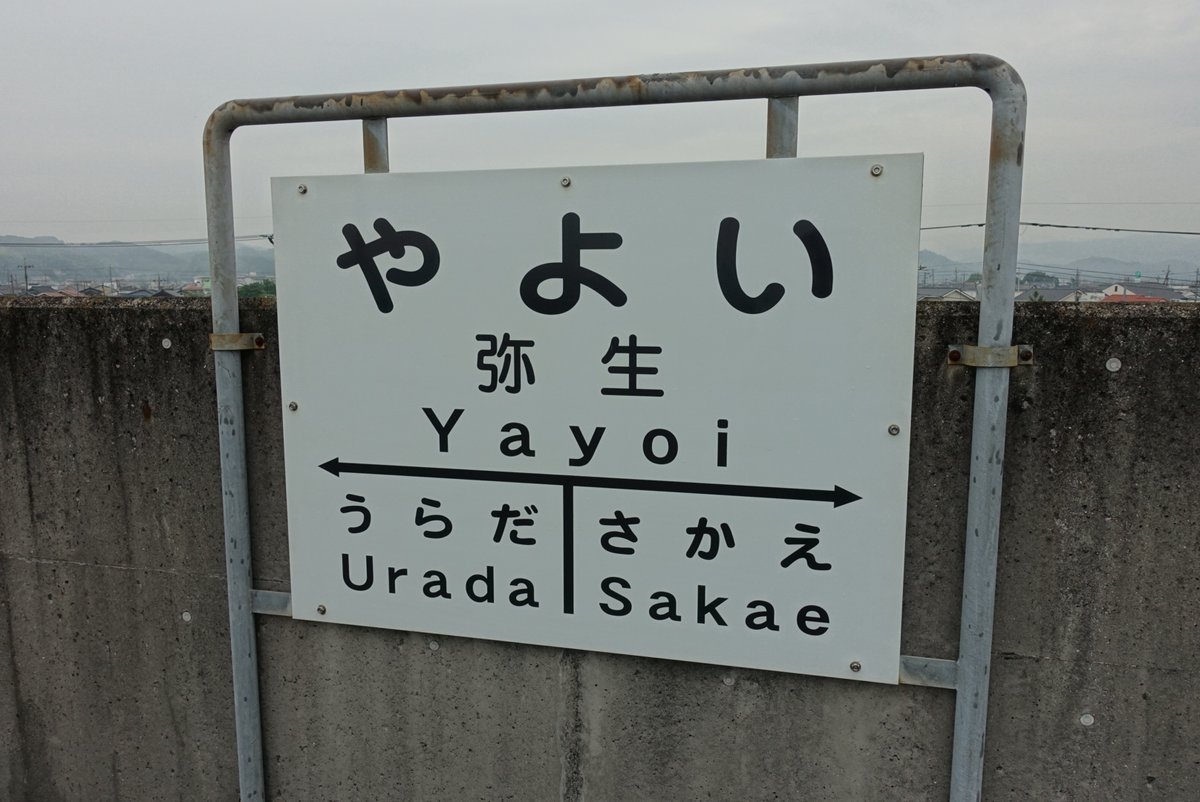 やよい
弥生
Yayoi
うらだ さかえ
Urada Sakae